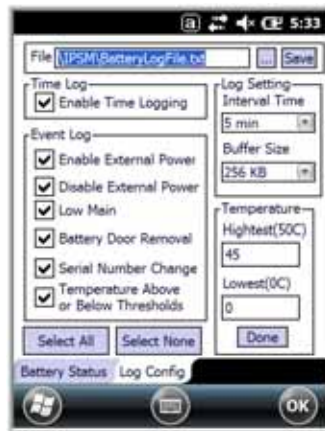 a 5:33
File \IPSM\BatteryLogFile.txt ... Save
Time Log
Enable Time Logging
Event Log
Enable External Power
Disable External Power
Low Main
Battery Door Removal
Serial Number Change
Temperature Above
or Below Thresholds
Select All Select None
Log Setting
Interval Time
5 min
Buffer Size
256 KB
Temperature
Hightest(50C)
45
Lowest(0C)
0
Done
Battery Status Log Config
OK